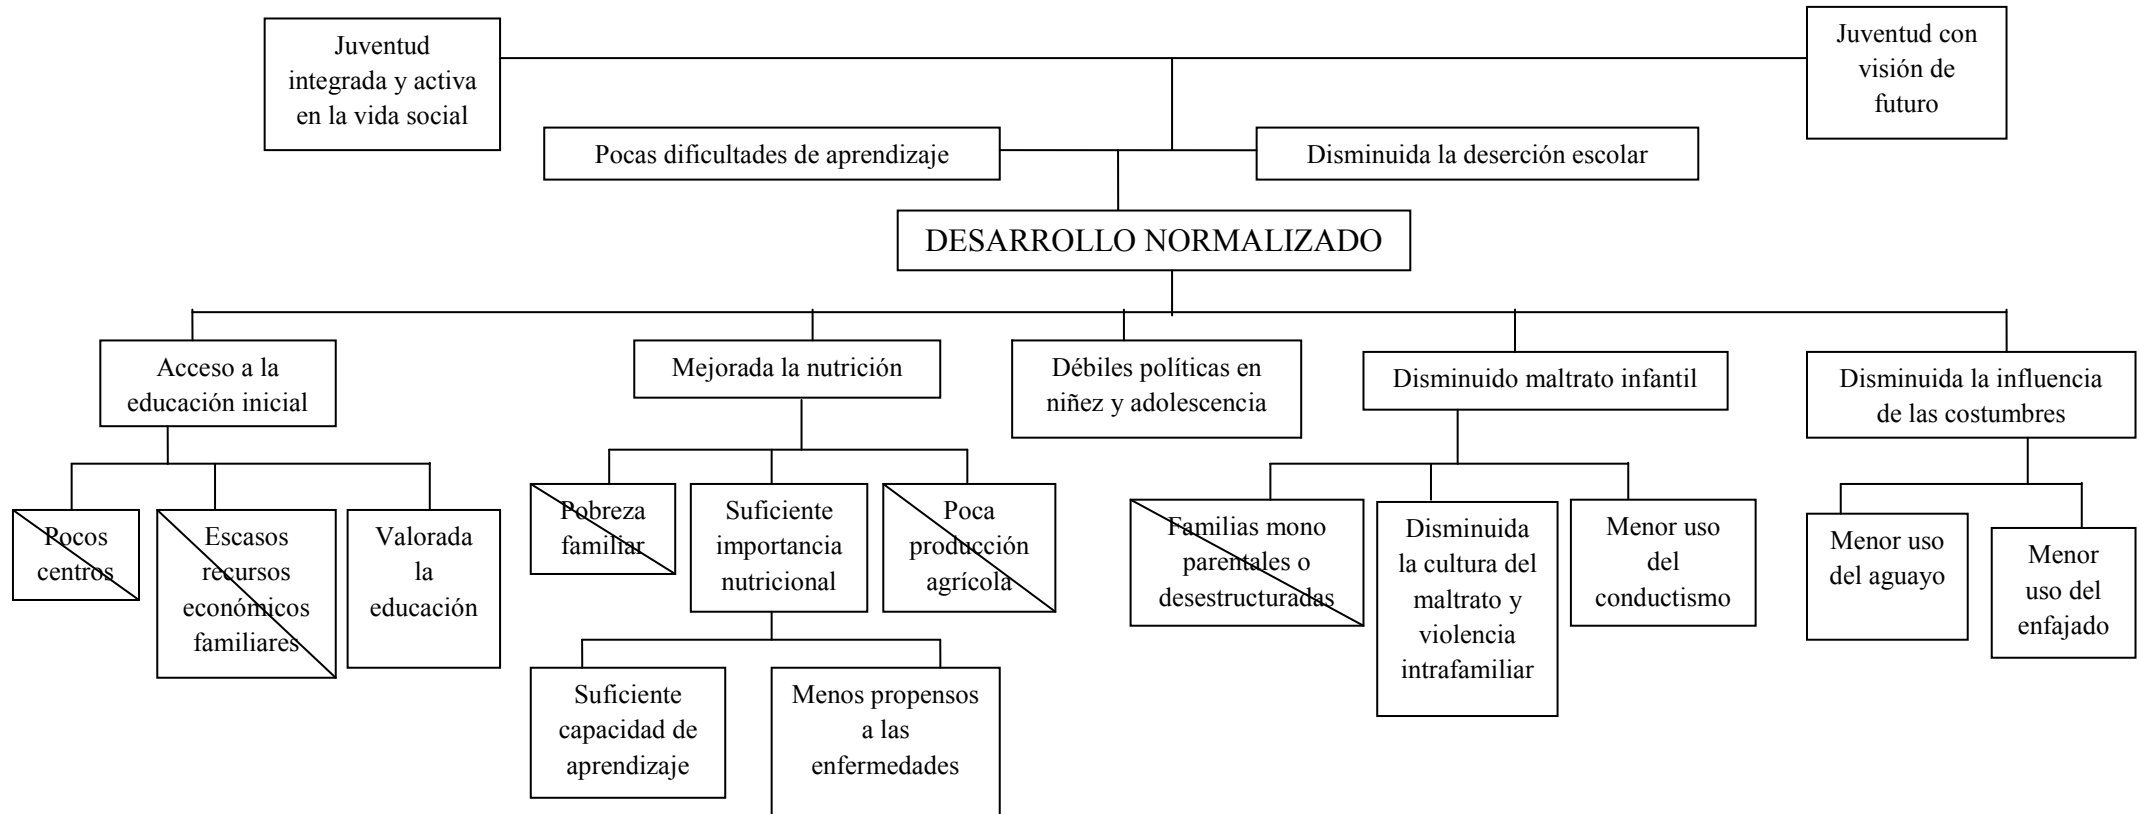 Juventud
integrada y activa
en la vida social
Juventud con
visión de
futuro
Pocas dificultades de aprendizaje
Disminuida la deserción escolar
DESARROLLO NORMALIZADO
Acceso a la
educación inicial
Mejorada la nutrición
Débiles políticas en
niñez y adolescencia
Disminuido maltrato infantil
Disminuida la influencia
de las costumbres
Pocos
centros
Escasos
recursos
económicos
familiares
Valorada
la
educación
Pobreza
familiar
Suficiente
importancia
nutricional
Poca
producción
agrícola
Familias mono
parentales o
desestructuradas
Disminuida
la cultura del
maltrato y
violencia
intrafamiliar
Menor uso
del
conductismo
Menor uso
del aguayo
Menor
uso del
enfajado
Suficiente
capacidad de
aprendizaje
Menos propensos
a las
enfermedades